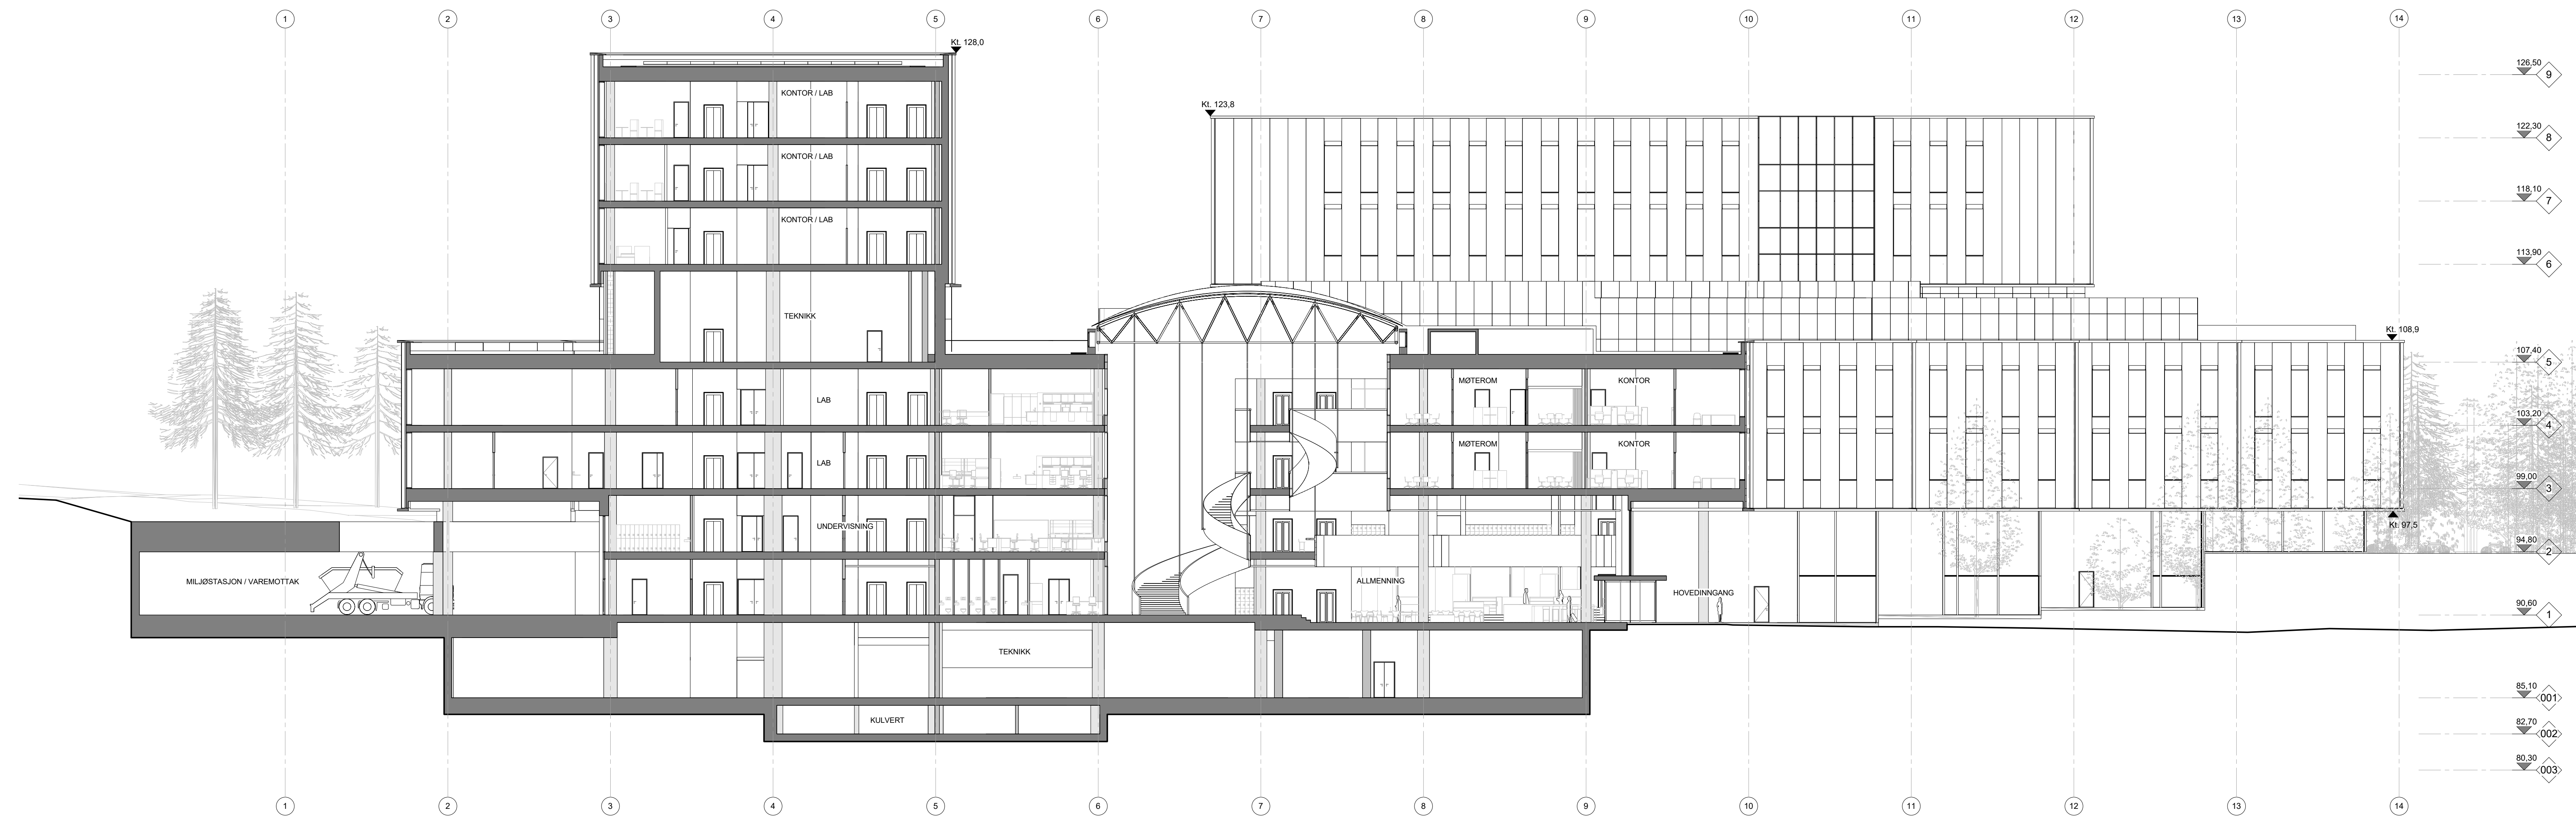 1 2 3 4 5 6 7 8 9 10 11 12 13 14
Kt. 128,0
126,50
9
KONTOR / LAB
Kt. 123,8
122,30
8
KONTOR / LAB
118,10
7
KONTOR / LAB
113,90
6
TEKNIKK
Kt. 108,9
107,40
5
LAB
MØTEROM
KONTOR
103,20
4
LAB
MØTEROM
KONTOR
99,00
3
UNDERVISNING
Kt. 97,5
94,80
2
MILJØSTASJON / VAREMOTTAK
ALLMENNING
HOVEDINNGANG
90,60
1
TEKNIKK
85,10
001
KULVERT
82,70
002
80,30
003
1 2 3 4 5 6 7 8 9 10 11 12 13 14